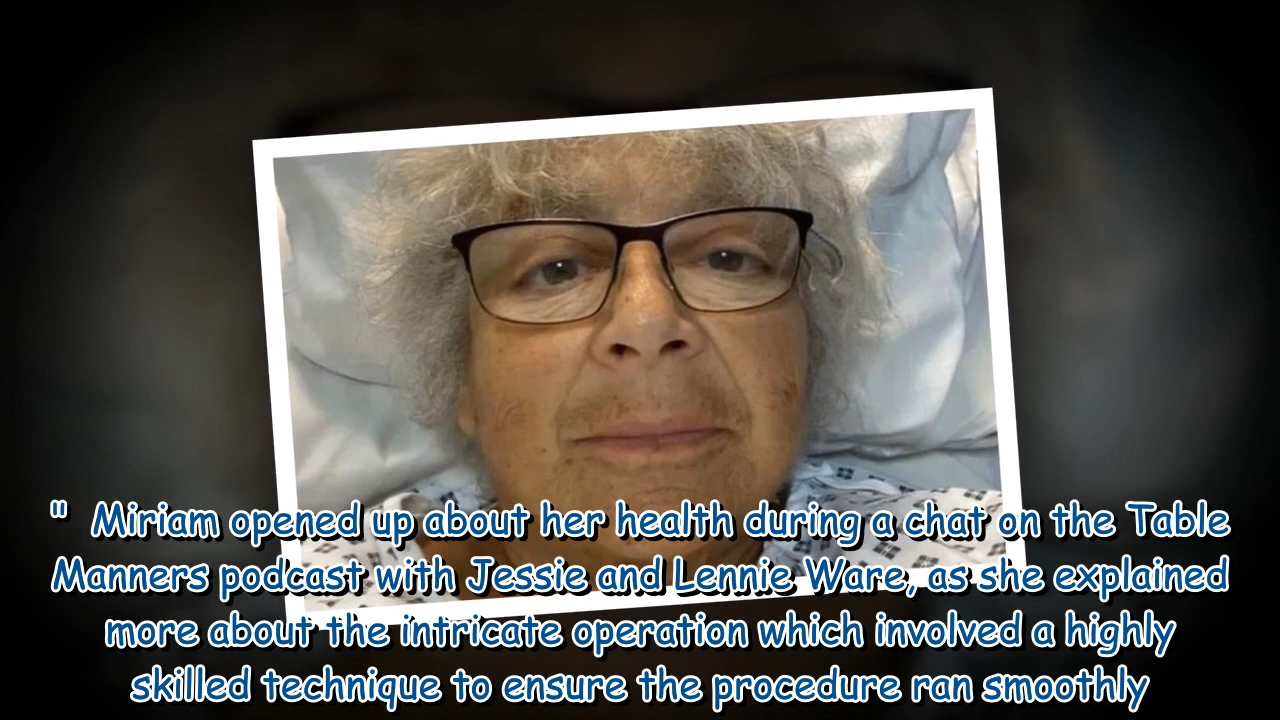 " Miriam opened up about her health during a chat on the Table
Manners podcast with Jessie and Lennie Ware, as she explained
more about the intricate operation which involved a highly
skilled technique to ensure the procedure ran smoothly